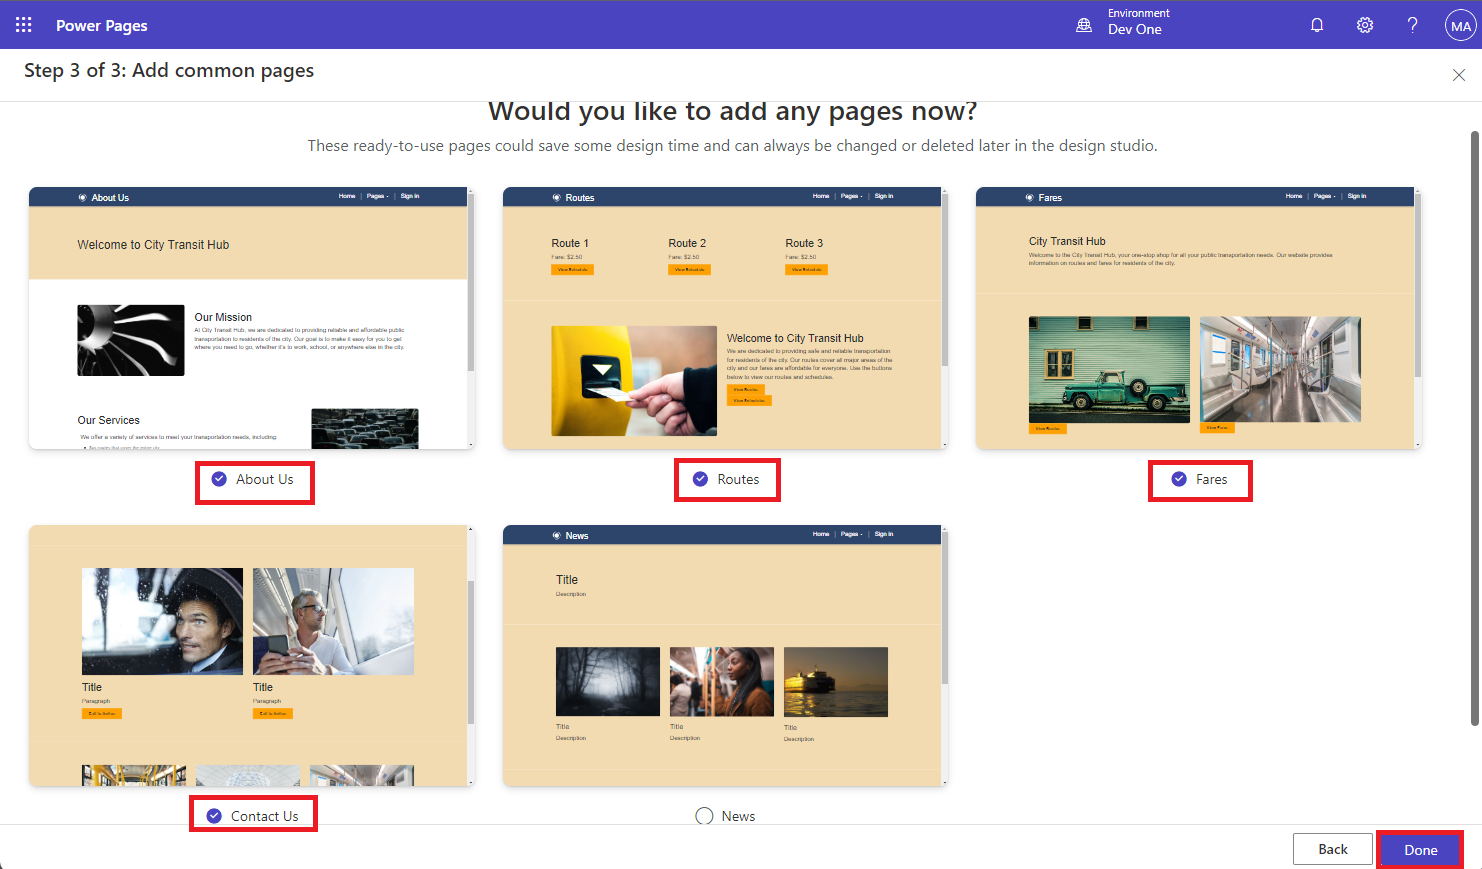 Power Pages
Environment
Dev One
MA
Step 3 of 3: Add common pages
Would you like to add any pages now?
These ready-to-use pages could save some design time and can always be changed or deleted later in the design studio.
About Us
Home | Pages - | Sign in
Welcome to City Transit Hub
Our Mission
At City Transit Hub, we are dedicated to providing reliable and affordable public
transportation to residents of the city. Our goal is to make it easy for you to get
where you need to go, whether it's to work, school, or anywhere else in the city.
Our Services
We offer a variety of services to meet your transportation needs, including:
Routes
Home | Pages - | Sign in
Route 1
Route 2
Route 3
Fare: $2.50
Fare: $2.50
Fare: $2.50
View Schedule
View Schedule
View Schedule
Welcome to City Transit Hub
We are dedicated to providing safe and reliable transportation
for residents of the city. Our routes cover all major areas of the
city and our fares are affordable for everyone. Use the buttons
below to view our routes and schedules.
View Routes
View Schedules
Fares
Home | Pages - | Sign in
City Transit Hub
Welcome to the City Transit Hub, your one-stop shop for all your public transportation needs. Our website provides
information on routes and fares for residents of the city.
View Routes
View Fares
About Us
Routes
Fares
Title
Title
Paragraph
Paragraph
Call to Action
Call to Action
News
Home | Pages - | Sign in
Title
Description
Title
Title
Title
Description
Description
Description
Contact Us
News
Back
Done